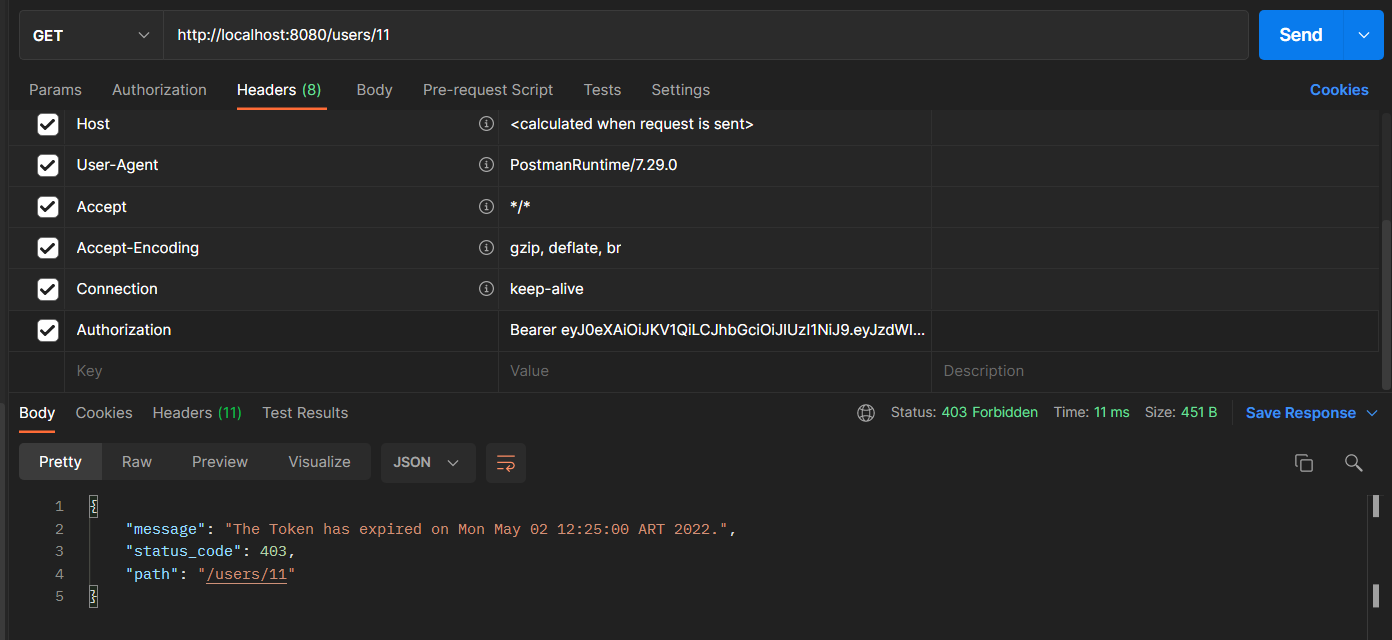 GET http://localhost:8080/users/11 Send
Params Authorization Headers (8) Body Pre-request Script Tests Settings Cookies
Host <calculated when request is sent>
User-Agent PostmanRuntime/7.29.0
Accept */*
Accept-Encoding gzip, deflate, br
Connection keep-alive
Authorization Bearer eyJ0eXAiOiJKV1QiLCJhbGciOiJIUzI1NiJ9.eyJzdWI...
Key Value Description
Body Cookies Headers (11) Test Results Status: 403 Forbidden Time: 11 ms Size: 451 B Save Response
Pretty Raw Preview Visualize JSON
1 {
2 "message": "The Token has expired on Mon May 02 12:25:00 ART 2022.",
3 "status_code": 403,
4 "path": "/users/11"
5 }